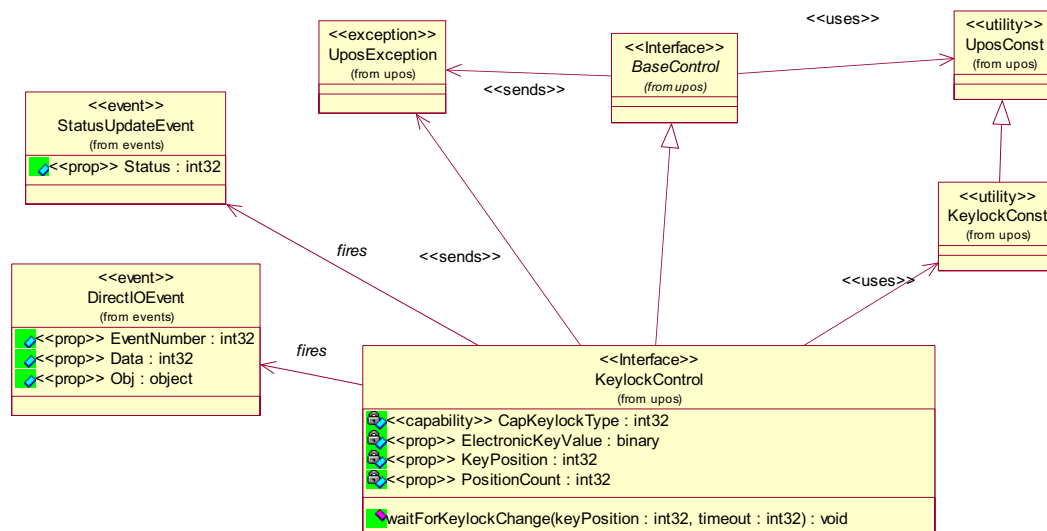 <<exception>>
UposException
(from upos)
<<Interface>>
BaseControl
(from upos)
<<uses>>
<<utility>>
UposConst
(from upos)
<<sends>>
<<event>>
StatusUpdateEvent
(from events)
<<prop>> Status : int32
<<utility>>
KeylockConst
(from upos)
fires
<<sends>>
<<uses>>
<<event>>
DirectIOEvent
(from events)
<<prop>> EventNumber : int32
<<prop>> Data : int32
<<prop>> Obj : object
fires
<<Interface>>
KeylockControl
(from upos)
<<capability>> CapKeylockType : int32
<<prop>> ElectronicKeyValue : binary
<<prop>> KeyPosition : int32
<<prop>> PositionCount : int32
waitForKeylockChange(keyPosition : int32, timeout : int32) : void